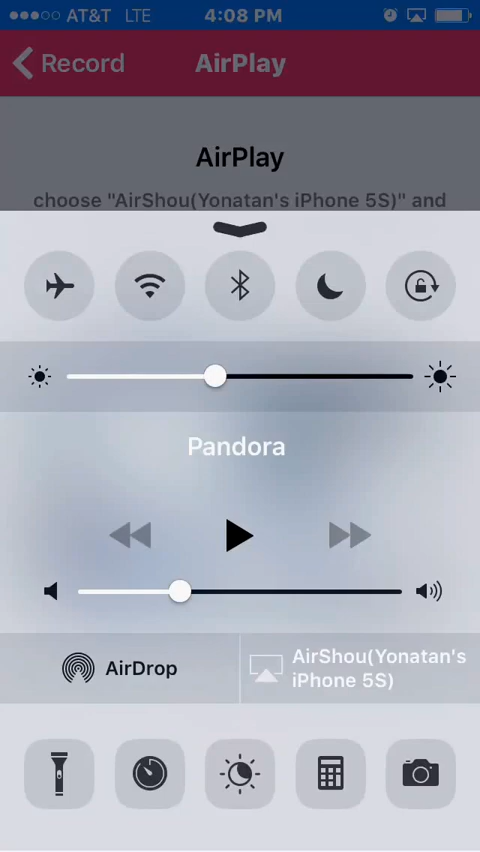 AT&T LTE 4:08 PM
Record AirPlay
AirPlay
choose "AirShou(Yonatan's iPhone 5S)" and
Pandora
AirDrop
AirShou(Yonatan's
iPhone 5S)